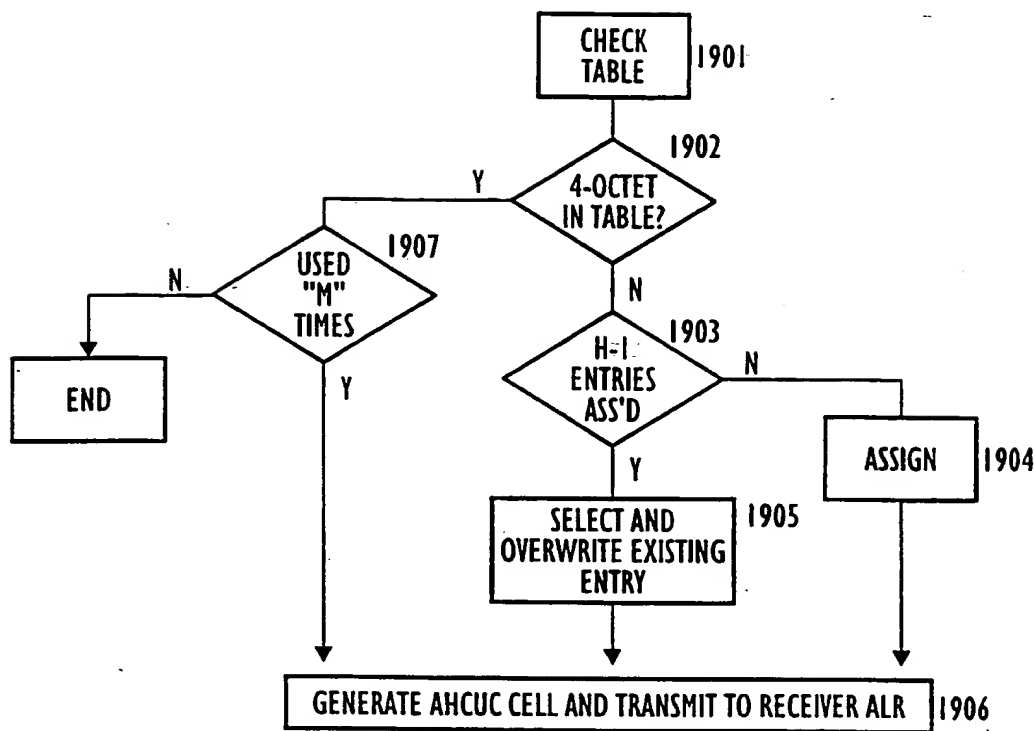 CHECK
TABLE
1901
1902
4-OCTET
IN TABLE?
Y
N
1907
USED
"M"
TIMES
N
Y
END
1903
H-1
ENTRIES
ASS'D
N
Y
ASSIGN
1904
1905
SELECT AND
OVERWRITE EXISTING
ENTRY
GENERATE AHCUC CELL AND TRANSMIT TO RECEIVER ALR
1906